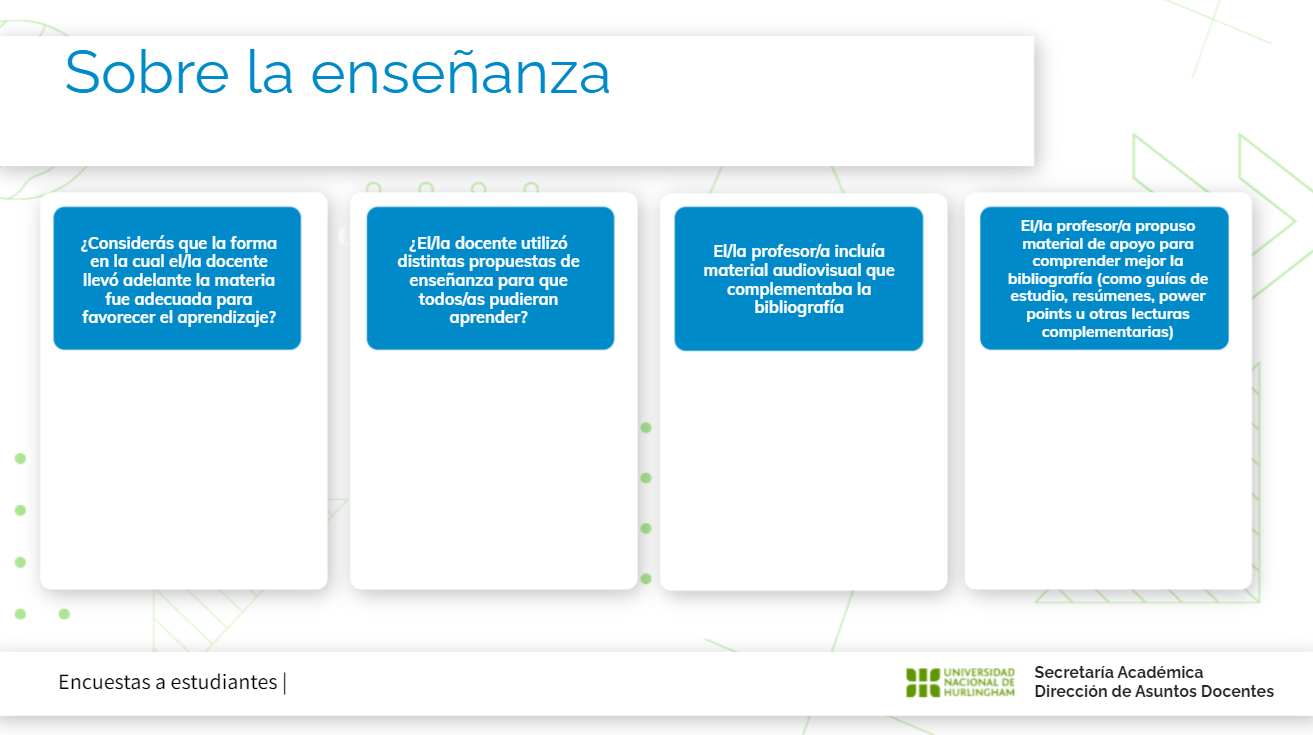 Sobre la enseñanza
¿Considerás que la forma
en la cual el/la docente
llevó adelante la materia
fue adecuada para
favorecer el aprendizaje?
¿El/la docente utilizó
distintas propuestas de
enseñanza para que
todos/as pudieran
aprender?
El/la profesor/a incluía
material audiovisual que
complementaba la
bibliografía
El/la profesor/a propuso
material de apoyo para
comprender mejor la
bibliografía (como guías de
estudio, resúmenes, power
points u otras lecturas
complementarias)
Encuestas a estudiantes |
UNIVERSIDAD
NACIONAL DE
HURLINGHAM
Secretaría Académica
Dirección de Asuntos Docentes